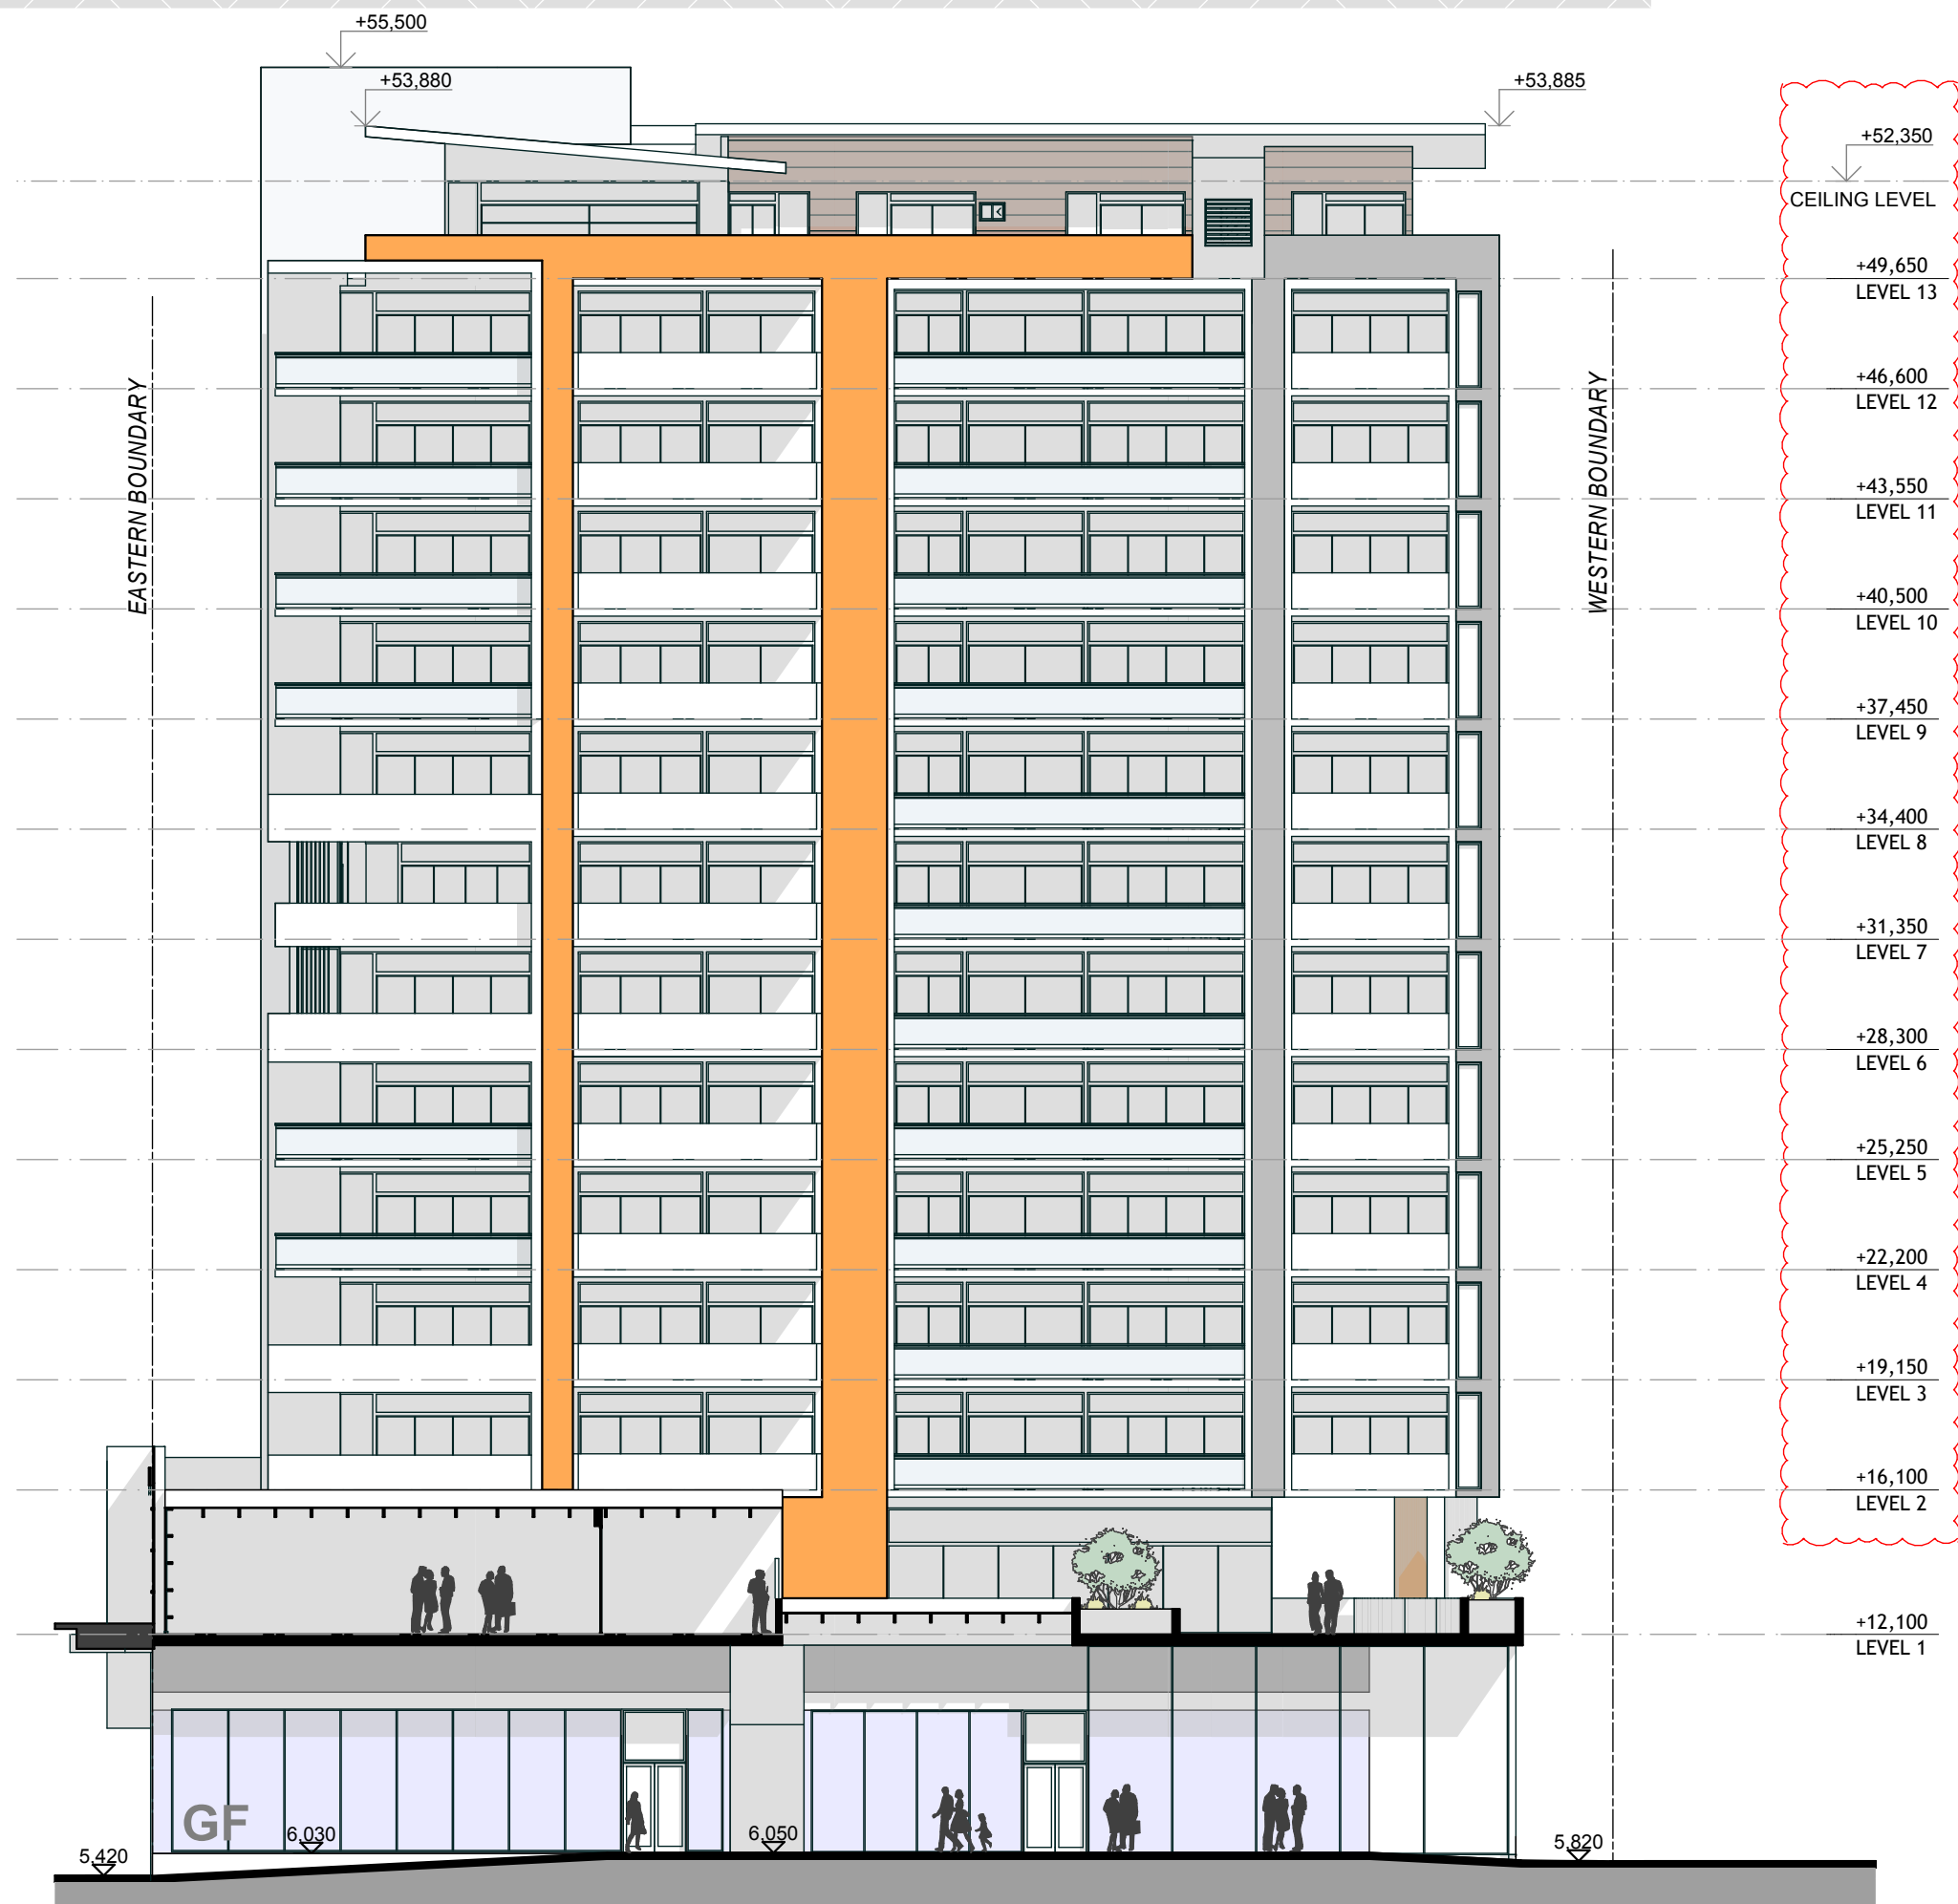 +55,500
+53,880
+53,885
+52,350
CEILING LEVEL
+49,650
LEVEL 13
EASTERN BOUNDARY
WESTERN BOUNDARY
+46,600
LEVEL 12
+43,550
LEVEL 11
+40,500
LEVEL 10
+37,450
LEVEL 9
+34,400
LEVEL 8
+31,350
LEVEL 7
+28,300
LEVEL 6
+25,250
LEVEL 5
+22,200
LEVEL 4
+19,150
LEVEL 3
+16,100
LEVEL 2
+12,100
LEVEL 1
GF
6,030
6,050
5,420
5,820